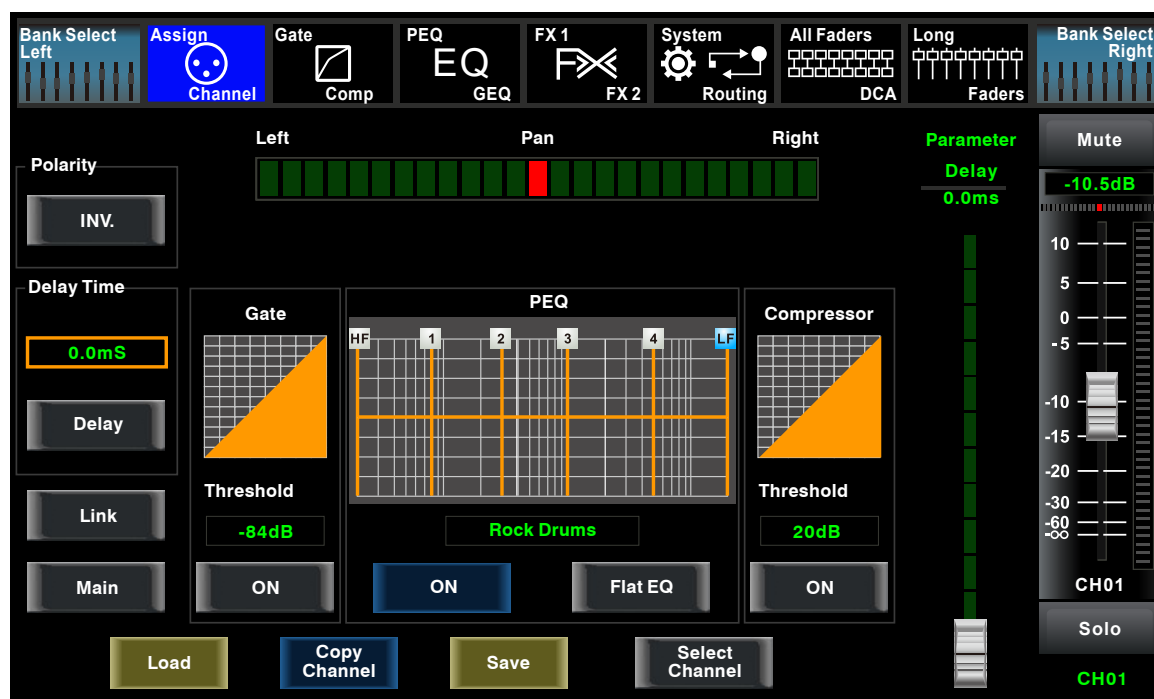 Bank Select
Left
Assign
Channel
Gate
Comp
PEQ
EQ
GEQ
FX 1
FX
FX 2
System
Routing
All Faders
DCA
Long
Faders
Bank Select
Right
Left
Pan
Right
Parameter
Delay
0.0ms
Mute
-10.5dB
Polarity
INV.
Delay Time
0.0mS
Delay
Link
Main
Gate
Threshold
-84dB
ON
PEQ
HF 1 2 3 4 LF
Rock Drums
ON
Flat EQ
Compressor
Threshold
20dB
ON
10
5
0
-5
-10
-15
-20
-30
-60
-∞
CH01
Solo
CH01
Load
Copy
Channel
Save
Select
Channel